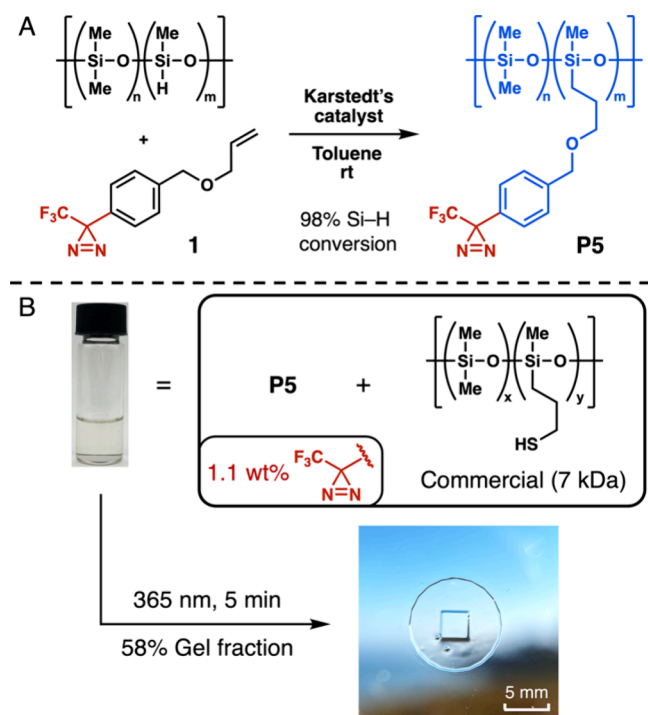 A
Me Me
Si–O Si–O
Me n H m
+
O
F3C
N=N
1
Karstedt's
catalyst
Toluene
rt
98% Si–H
conversion
Me Me
Si–O Si–O
Me n m
O
F3C
N=N
P5
B
=
P5 +
Me Me
Si–O Si–O
Me x y
HS
1.1 wt% F3C
N=N
Commercial (7 kDa)
365 nm, 5 min
58% Gel fraction
5 mm